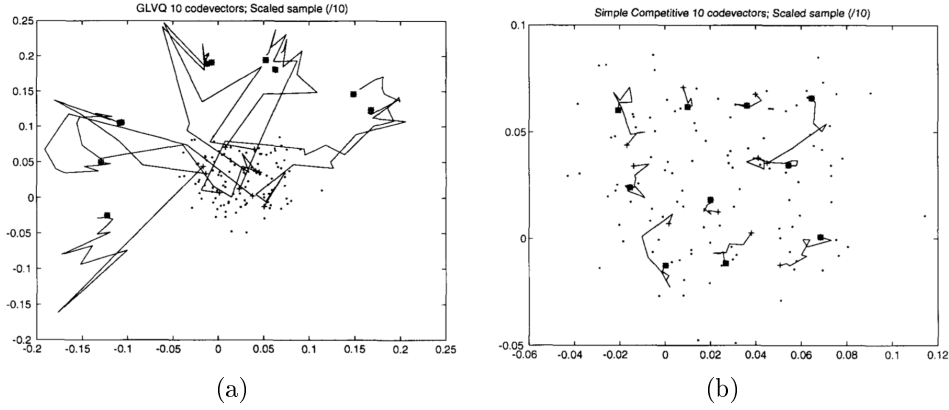 GLVQ 10 codevectors; Scaled sample (/10)
0.25
0.2
0.15
0.1
0.05
0
-0.05
-0.1
-0.15
-0.2
-0.2 -0.15 -0.1 -0.05 0 0.05 0.1 0.15 0.2 0.25
(a)
Simple Competitive 10 codevectors; Scaled sample (/10)
0.1
0.05
0
-0.05
-0.06 -0.04 -0.02 0 0.02 0.04 0.06 0.08 0.1 0.12
(b)